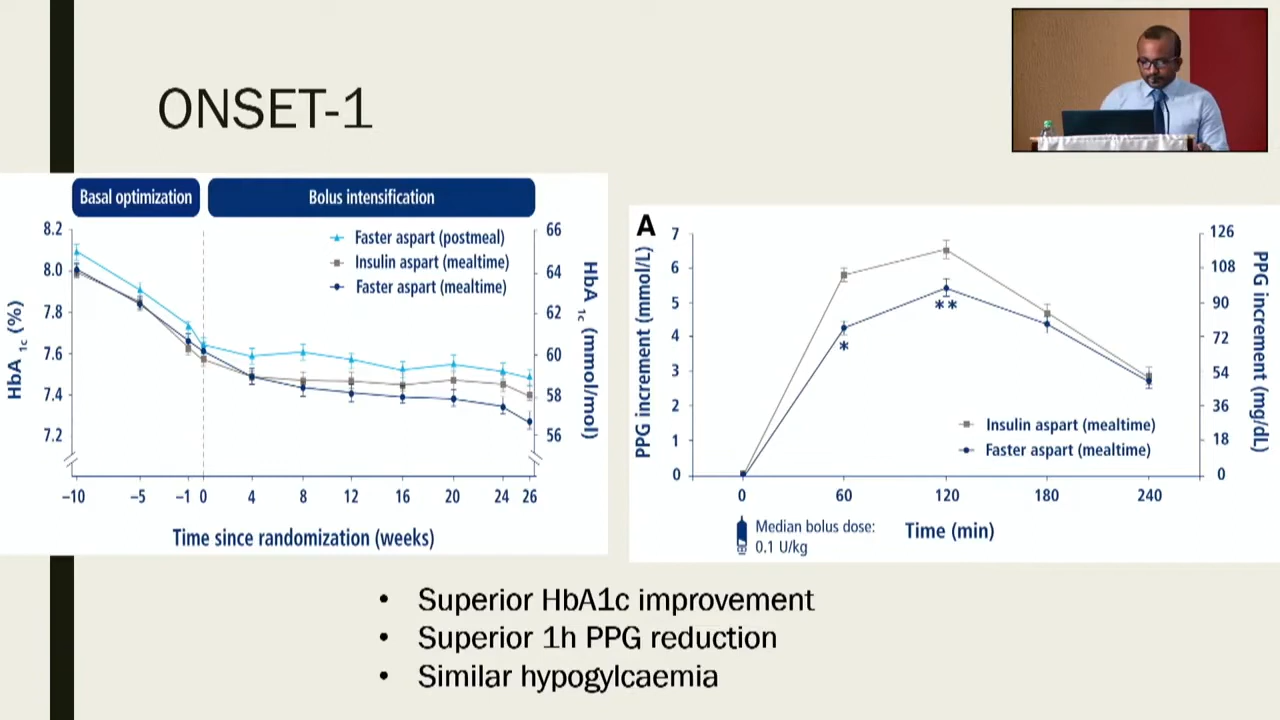 ONSET-1
Basal optimization
Bolus intensification
8.2
8.0
7.8
7.6
7.4
7.2
HbA1c (%)
66
64
62
60
58
56
HbA1c (mmol/mol)
Faster aspart (postmeal)
Insulin aspart (mealtime)
Faster aspart (mealtime)
–10 –5 –1 0 4 8 12 16 20 24 26
Time since randomization (weeks)
A
7
6
5
4
3
2
1
0
PPG increment (mmol/L)
126
108
90
72
54
36
18
0
PPG increment (mg/dL)
*
**
Insulin aspart (mealtime)
Faster aspart (mealtime)
0 60 120 180 240
Median bolus dose:
0.1 U/kg
Time (min)
• Superior HbA1c improvement
• Superior 1h PPG reduction
• Similar hypogylcaemia